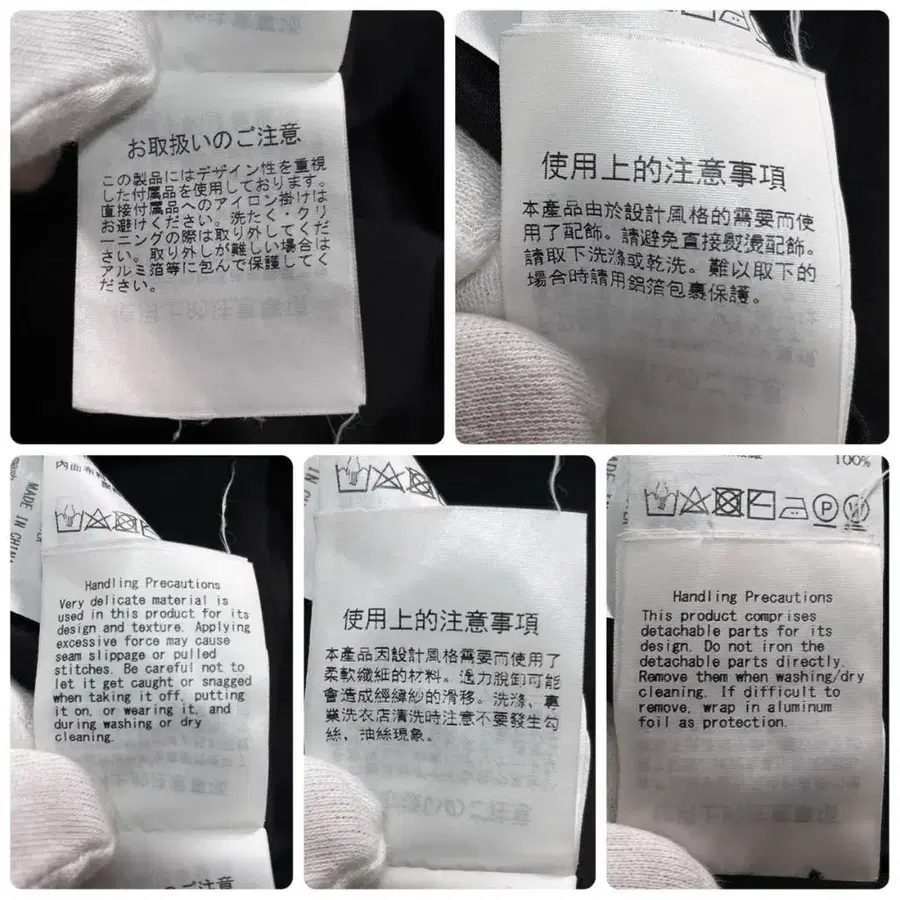 お取扱いのご注意
この製品にはデザイン性を重視
した付属品を使用しております。
直接付属品へのアイロン掛けは
お避けください。洗たく・クリ
ーニングの際は取り外してくだ
さい。取り外しが難しい場合は
アルミ箔等に包んで保護してく
ださい。
使用上的注意事項
本產品由於設計風格的需要而使
用了配飾。請避免直接熨燙配飾。
請取下洗滌或乾洗。難以取下的
場合時請用鋁箔包裹保護。
MADE IN CHINA
Handling Precautions
Very delicate material is
used in this product for its
design and texture. Applying
excessive force may cause
seam slippage or pulled
stitches. Be careful not to
let it get caught or snagged
when taking it off, putting
it on, or wearing it, and
during washing or dry
cleaning.
使用上的注意事項
本產品因設計風格需要而使用了
柔軟纖細的材料。過力脫卸可能
會造成經緯紗的滑移。洗滌、專
業洗衣店清洗時注意不要發生勾
絲，抽絲現象。
100%
Handling Precautions
This product comprises
detachable parts for its
design. Do not iron the
detachable parts directly.
Remove them when washing/dry
cleaning. If difficult to
remove, wrap in aluminum
foil as protection.